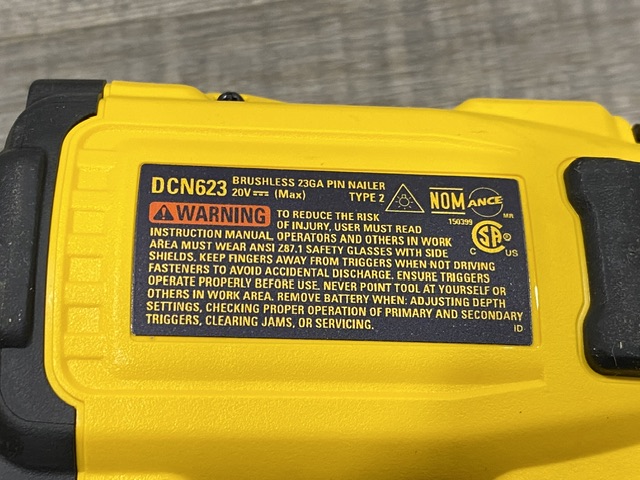 DCN623 BRUSHLESS 23GA PIN NAILER
20V (Max) TYPE 2
NOM ANCE
MR
150399
WARNING TO REDUCE THE RISK
OF INJURY, USER MUST READ
INSTRUCTION MANUAL. OPERATORS AND OTHERS IN WORK
AREA MUST WEAR ANSI Z87.1 SAFETY GLASSES WITH SIDE
SHIELDS. KEEP FINGERS AWAY FROM TRIGGERS WHEN NOT DRIVING
FASTENERS TO AVOID ACCIDENTAL DISCHARGE. ENSURE TRIGGERS
OPERATE PROPERLY BEFORE USE. NEVER POINT TOOL AT YOURSELF OR
OTHERS IN WORK AREA. REMOVE BATTERY WHEN: ADJUSTING DEPTH
SETTINGS, CHECKING PROPER OPERATION OF PRIMARY AND SECONDARY
TRIGGERS, CLEARING JAMS, OR SERVICING.
C SA ® US
ID